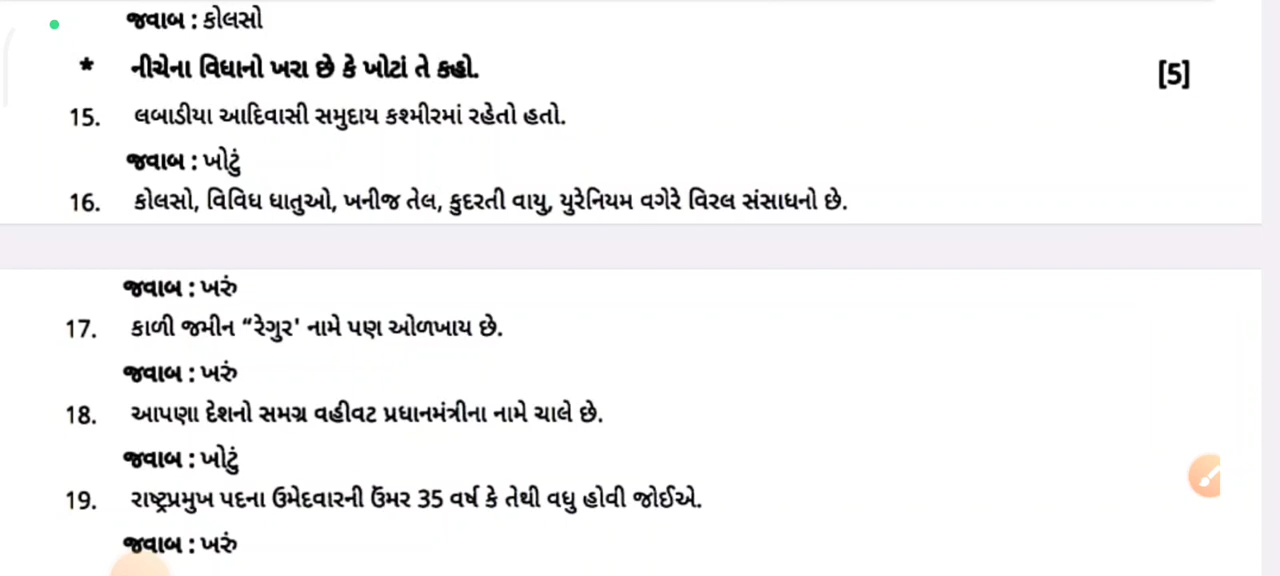 જવાબ : કોલસો
* નીચેના વિધાનો ખરા છે કે ખોટાં તે કહો. [5]
15. લબાડીયા આદિવાસી સમુદાય કશ્મીરમાં રહેતો હતો.
જવાબ : ખોટું
16. કોલસો, વિવિધ ધાતુઓ, ખનીજ તેલ, કુદરતી વાયુ, યુરેનિયમ વગેરે વિરલ સંસાધનો છે.
જવાબ : ખરું
17. કાળી જમીન “રેગુર' નામે પણ ઓળખાય છે.
જવાબ : ખરું
18. આપણા દેશનો સમગ્ર વહીવટ પ્રધાનમંત્રીના નામે ચાલે છે.
જવાબ : ખોટું
19. રાષ્ટ્રપ્રમુખ પદના ઉમેદવારની ઉંમર 35 વર્ષ કે તેથી વધુ હોવી જોઈએ.
જવાબ : ખરું